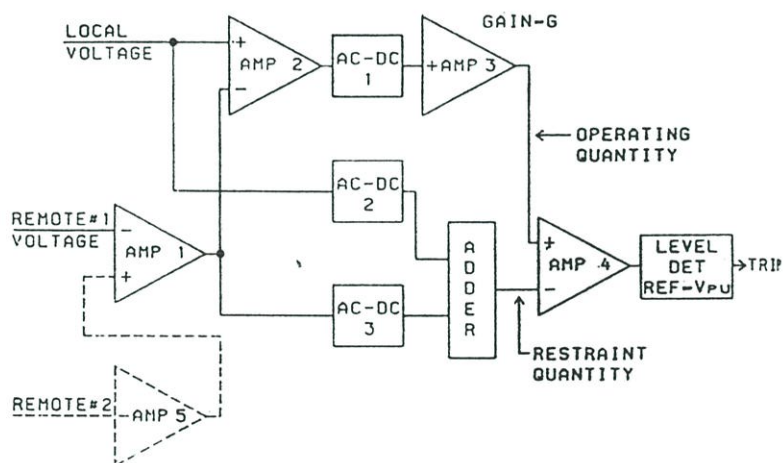 GAIN-G
LOCAL
VOLTAGE
+
AMP 2
-
AC-DC
1
+AMP 3
OPERATING
QUANTITY
AC-DC
2
REMOTE#1
VOLTAGE
-
AMP 1
+
ADDER
+
AMP 4
-
LEVEL
DET
REF-VPU
TRIP
AC-DC
3
RESTRAINT
QUANTITY
REMOTE#2
-AMP 5